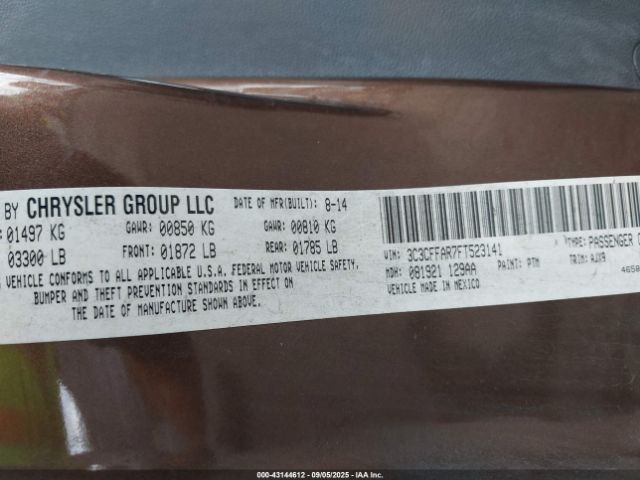 BY CHRYSLER GROUP LLC DATE OF MFR(BUILT): 8-14
: 01497 KG GAWR: 00850 KG GAWR: 00810 KG
03300 LB FRONT: 01872 LB REAR: 01785 LB
VEHICLE CONFORMS TO ALL APPLICABLE U.S.A. FEDERAL MOTOR VEHICLE SAFETY,
BUMPER AND THEFT PREVENTION STANDARDS IN EFFECT ON
THE DATE OF MANUFACTURE SHOWN ABOVE.
VIN: 3C3CFFAR7FT523141 TYPE: PASSENGER
MDH: 081921 129AA PAINT: PTM TRIM: AJX9
VEHICLE MADE IN MEXICO 4658
000-43144612 - 09/05/2025 - IAA Inc.